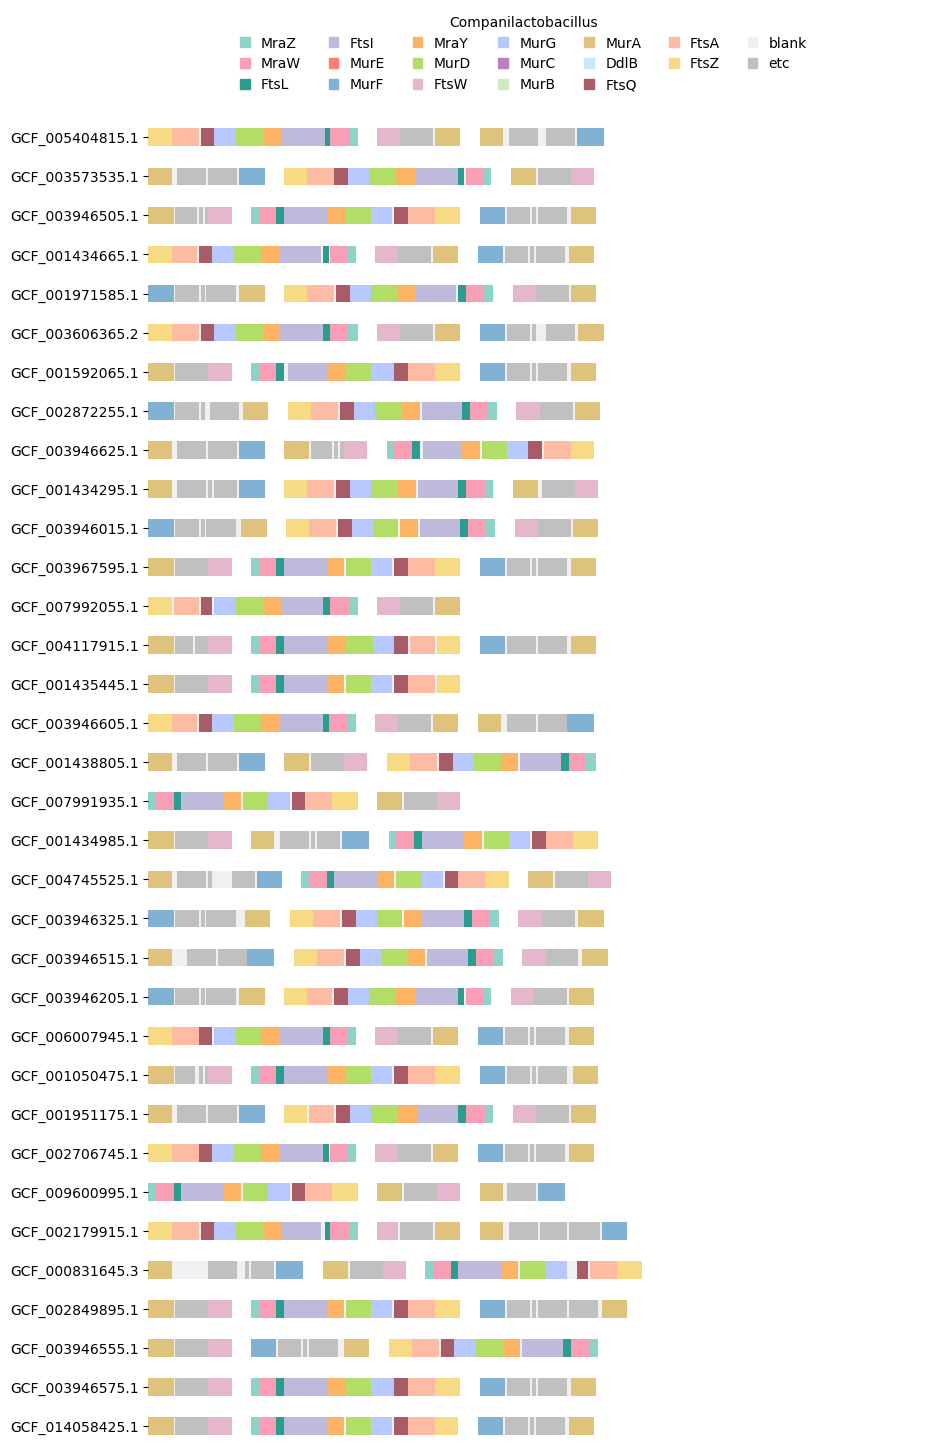 Companilactobacillus
MraZ FtsI MraY MurG MurA FtsA blank
MraW MurE MurD MurC DdlB FtsZ etc
FtsL MurF FtsW MurB FtsQ
GCF_005404815.1
GCF_003573535.1
GCF_003946505.1
GCF_001434665.1
GCF_001971585.1
GCF_003606365.2
GCF_001592065.1
GCF_002872255.1
GCF_003946625.1
GCF_001434295.1
GCF_003946015.1
GCF_003967595.1
GCF_007992055.1
GCF_004117915.1
GCF_001435445.1
GCF_003946605.1
GCF_001438805.1
GCF_007991935.1
GCF_001434985.1
GCF_004745525.1
GCF_003946325.1
GCF_003946515.1
GCF_003946205.1
GCF_006007945.1
GCF_001050475.1
GCF_001951175.1
GCF_002706745.1
GCF_009600995.1
GCF_002179915.1
GCF_000831645.3
GCF_002849895.1
GCF_003946555.1
GCF_003946575.1
GCF_014058425.1